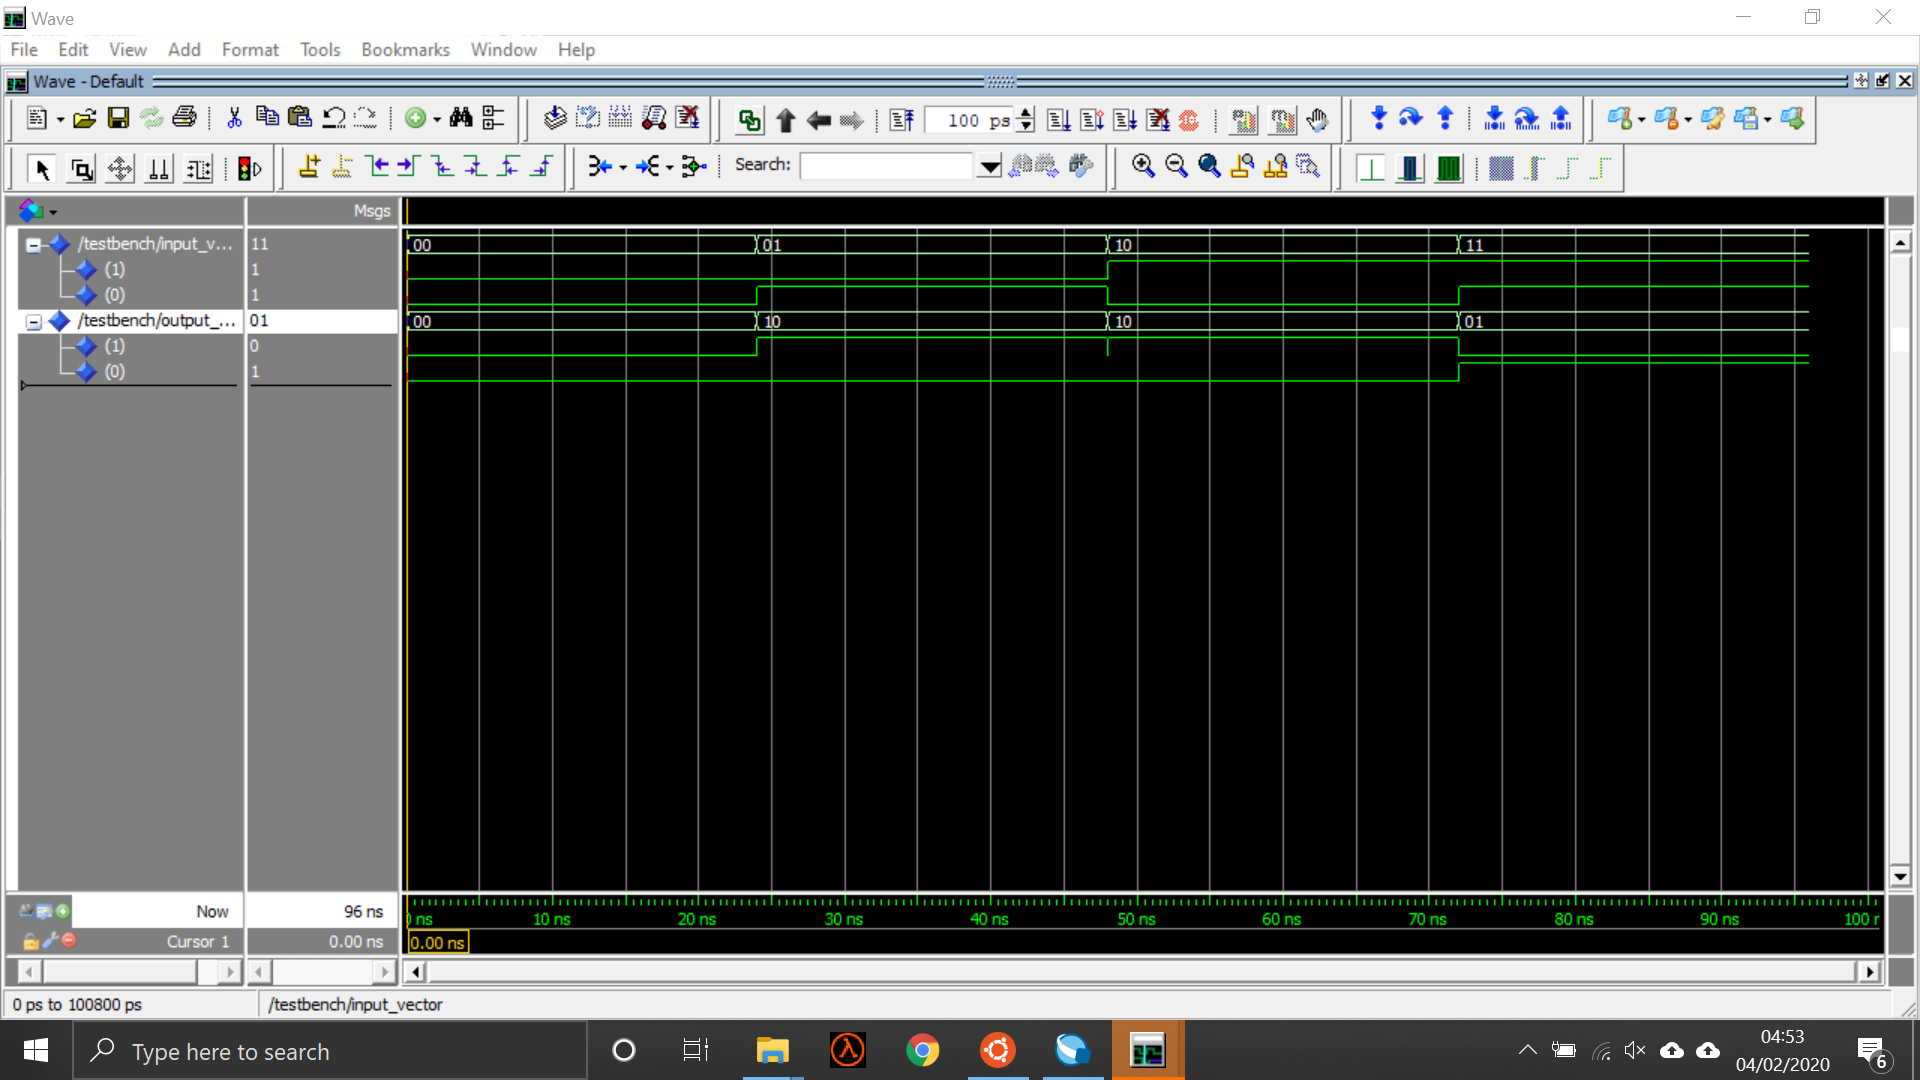 Wave
File Edit View Add Format Tools Bookmarks Window Help
Wave - Default
100 ps
Search:
Msgs
/testbench/input_v... 11 00 01 10 11
(1) 1
(0) 1
/testbench/output_... 01 00 10 10 01
(1) 0
(0) 1
Now 96 ns
ns 10 ns 20 ns 30 ns 40 ns 50 ns 60 ns 70 ns 80 ns 90 ns 100 n
Cursor 1 0.00 ns 0.00 ns
0 ps to 100800 ps /testbench/input_vector
Type here to search
04:53
04/02/2020
6